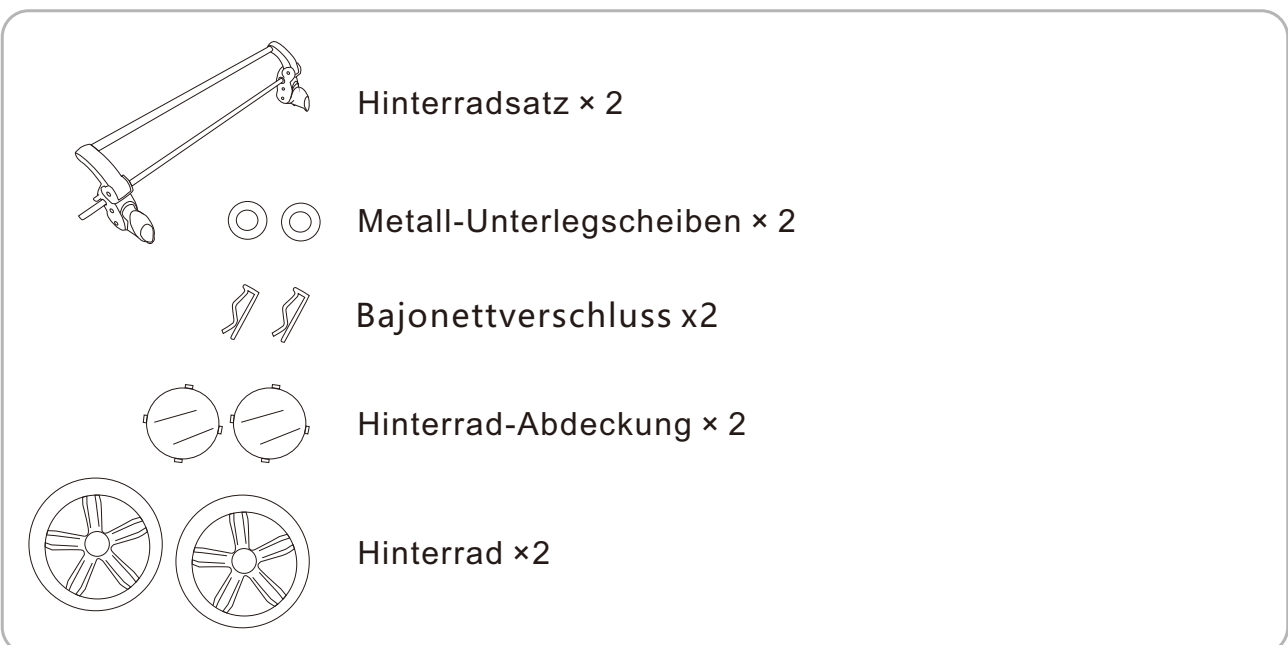 Hinterradsatz × 2
Metall-Unterlegscheiben × 2
Bajonettverschluss x2
Hinterrad-Abdeckung × 2
Hinterrad ×2